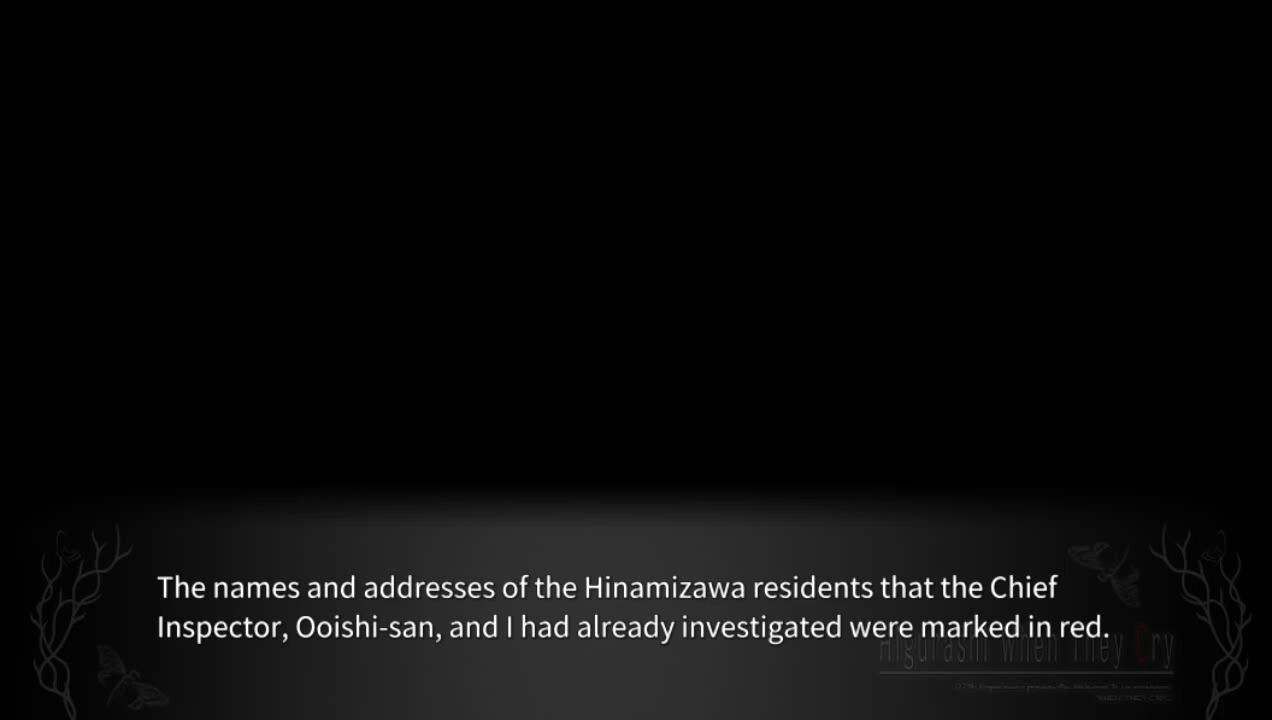 The names and addresses of the Hinamizawa residents that the Chief
Inspector, Ooishi-san, and I had already investigated were marked in red.
Higurashi When They Cry